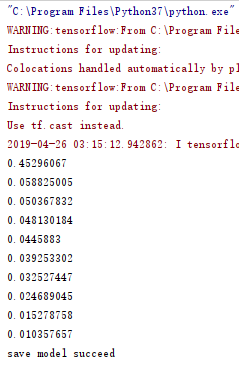 "C:\Program Files\Python37\python.exe"
WARNING:tensorflow:From C:\Program File
Instructions for updating:
Colocations handled automatically by pl
WARNING:tensorflow:From C:\Program File
Instructions for updating:
Use tf.cast instead.
2019-04-26 03:15:12.942862: I tensorfl
0.45296067
0.058825005
0.050367832
0.048130184
0.0445883
0.039253302
0.032527447
0.024689045
0.015278758
0.010357657
save model succeed